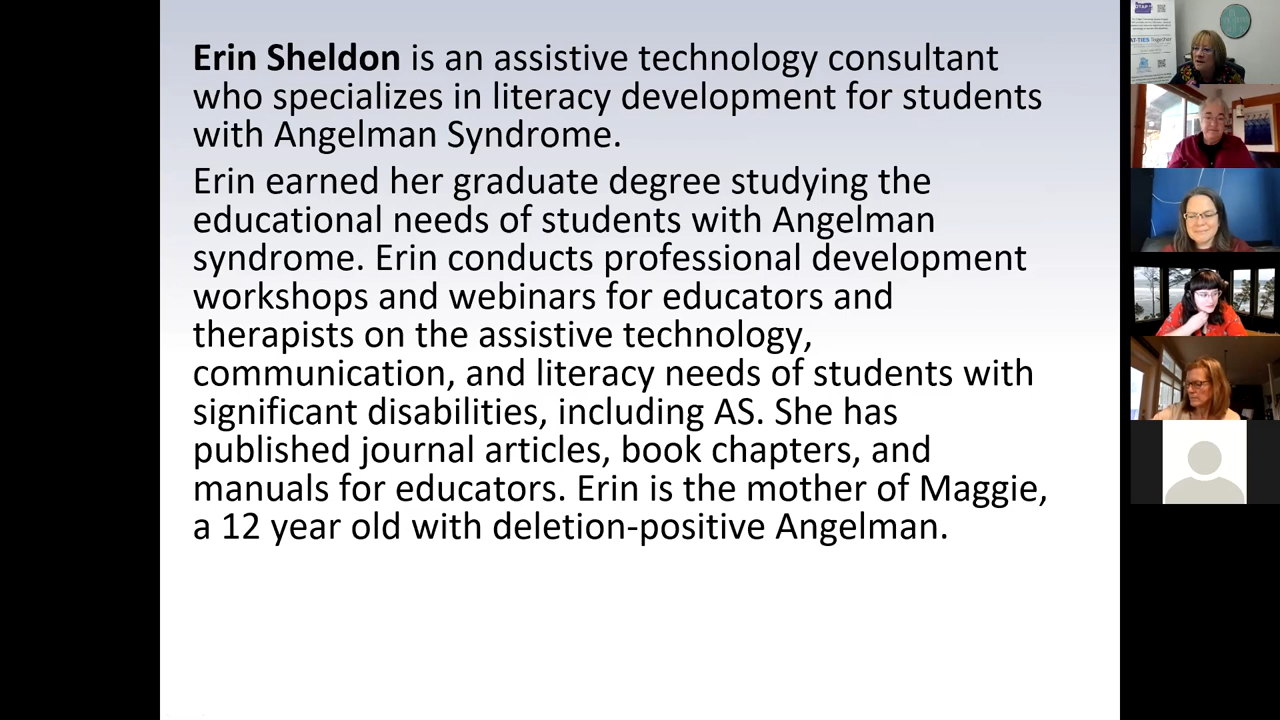 Erin Sheldon is an assistive technology consultant
who specializes in literacy development for students
with Angelman Syndrome.
Erin earned her graduate degree studying the
educational needs of students with Angelman
syndrome. Erin conducts professional development
workshops and webinars for educators and
therapists on the assistive technology,
communication, and literacy needs of students with
significant disabilities, including AS. She has
published journal articles, book chapters, and
manuals for educators. Erin is the mother of Maggie,
a 12 year old with deletion-positive Angelman.
OTAP
AT-TIES Together